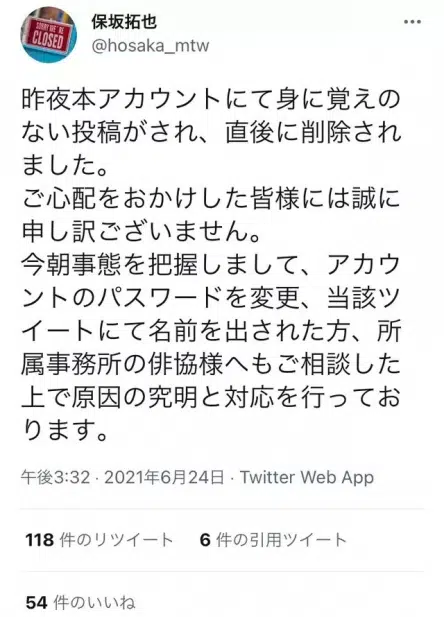 SORRY WE'RE
CLOSED
保坂拓也
@hosaka_mtw
昨夜本アカウントにて身に覚えの
ない投稿がされ、直後に削除され
ました。
ご心配をおかけした皆様には誠に
申し訳ございません。
今朝事態を把握しまして、アカウ
ントのパスワードを変更、当該ツ
イートにて名前を出された方、所
属事務所の俳協様へもご相談した
上で原因の究明と対応を行ってお
ります。
午後3:32 · 2021年6月24日 · Twitter Web App
118 件のリツイート 6 件の引用ツイート
54 件のいいね